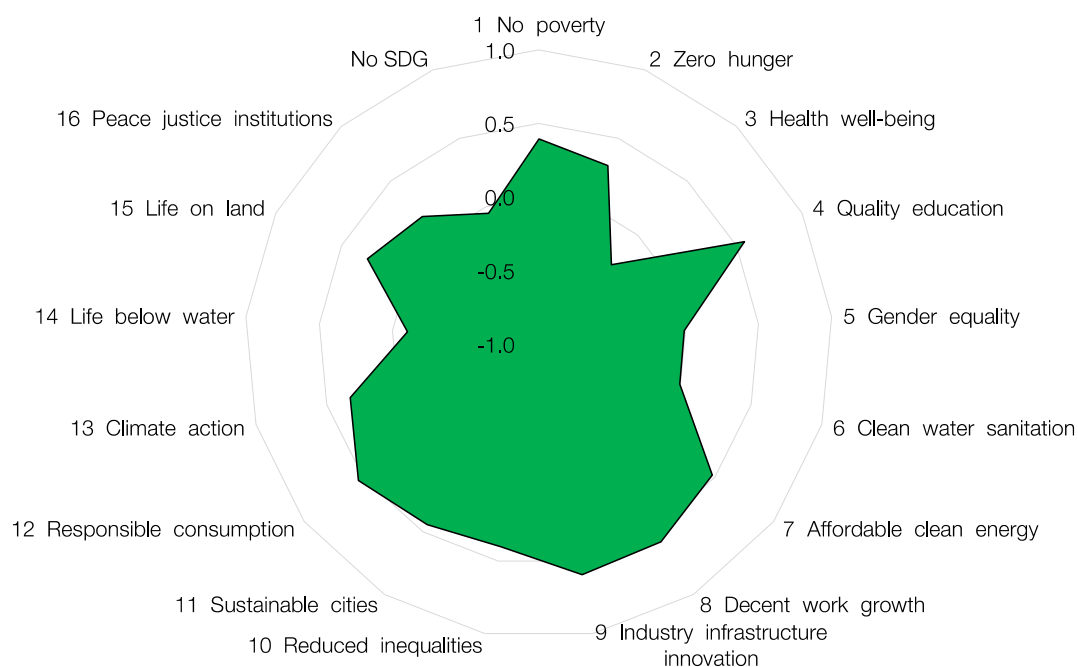 1 No poverty
1.0
No SDG
2 Zero hunger
16 Peace justice institutions
0.5
3 Health well-being
15 Life on land
0.0
4 Quality education
-0.5
14 Life below water
5 Gender equality
-1.0
13 Climate action
6 Clean water sanitation
12 Responsible consumption
7 Affordable clean energy
11 Sustainable cities
8 Decent work growth
10 Reduced inequalities
9 Industry infrastructure
innovation